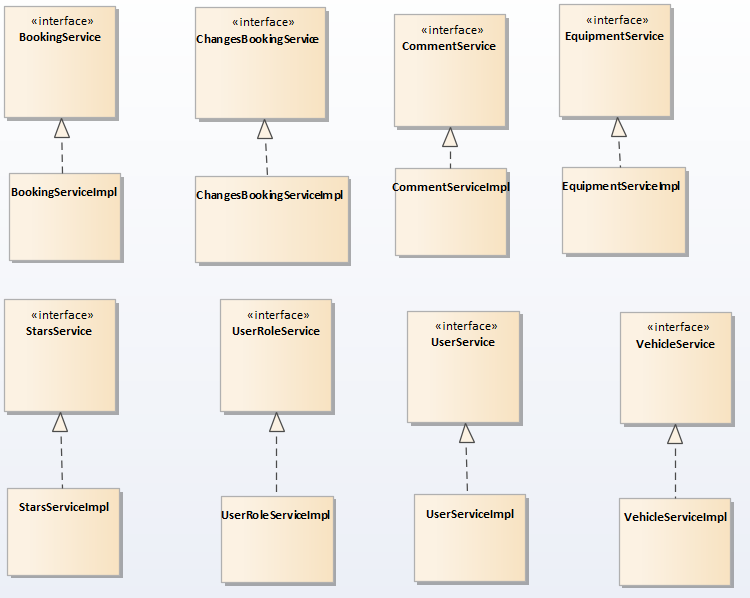 «interface»
BookingService
«interface»
ChangesBookingService
«interface»
CommentService
«interface»
EquipmentService
BookingServiceImpl
ChangesBookingServiceImpl
CommentServiceImpl
EquipmentServiceImpl
«interface»
StarsService
«interface»
UserRoleService
«interface»
UserService
«interface»
VehicleService
StarsServiceImpl
UserRoleServiceImpl
UserServiceImpl
VehicleServiceImpl